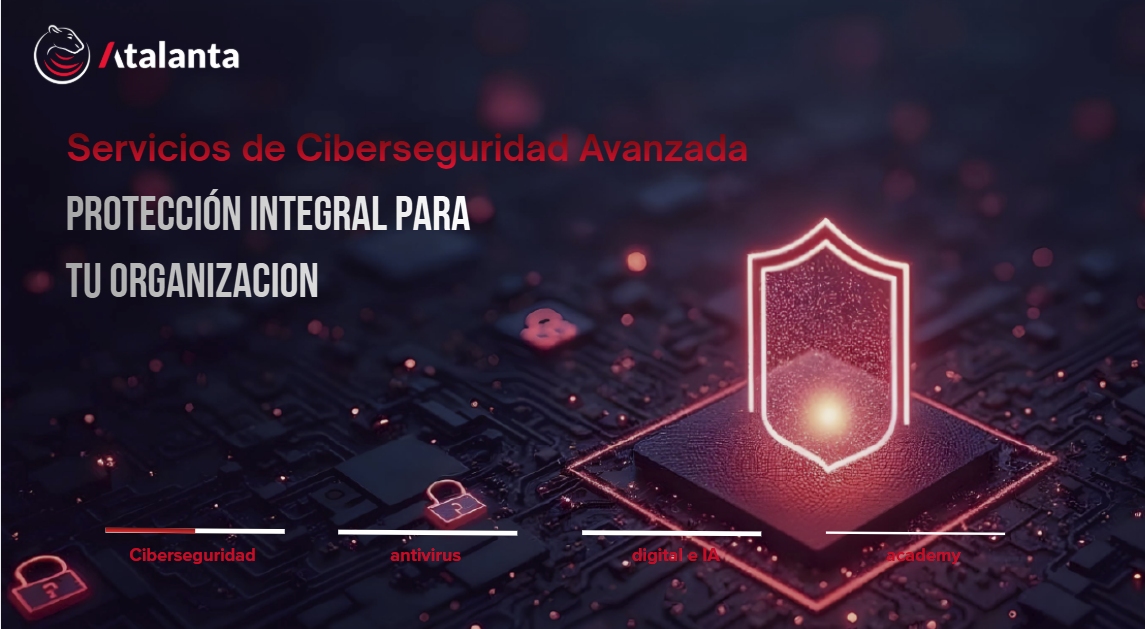 Atalanta
Servicios de Ciberseguridad Avanzada
PROTECCIÓN INTEGRAL PARA
TU ORGANIZACION
Ciberseguridad
antivirus
digital e IA
academy